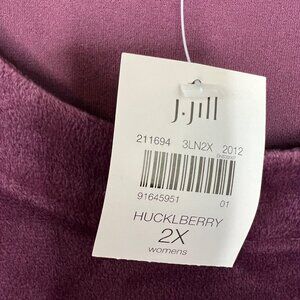 J.Jill
211694 3LN2X 2012
91645951 01
HUCKLBERRY
2X
womens